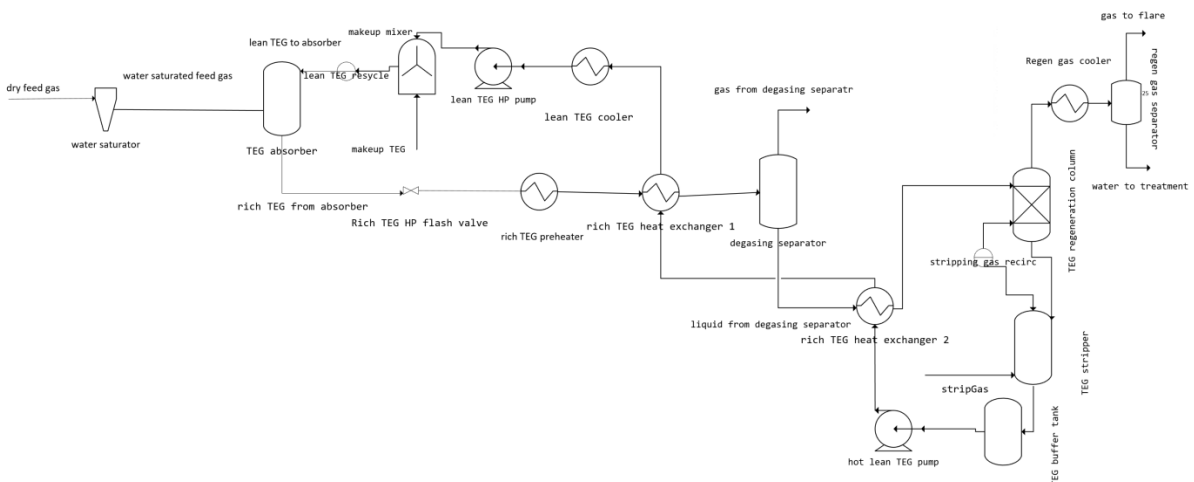 gas to flare
makeup mixer
lean TEG to absorber
regen gas separator
Regen gas cooler
water saturated feed gas
lean TEG resycle
dry feed gas
gas from degasing separatr
25
lean TEG HP pump
lean TEG cooler
water saturator
TEG absorber
makeup TEG
water to treatment
TEG regeneration column
rich TEG from absorber
Rich TEG HP flash valve
rich TEG heat exchanger 1
rich TEG preheater
degasing separator
stripping gas recirc
liquid from degasing separator
rich TEG heat exchanger 2
TEG stripper
stripGas
TEG buffer tank
hot lean TEG pump